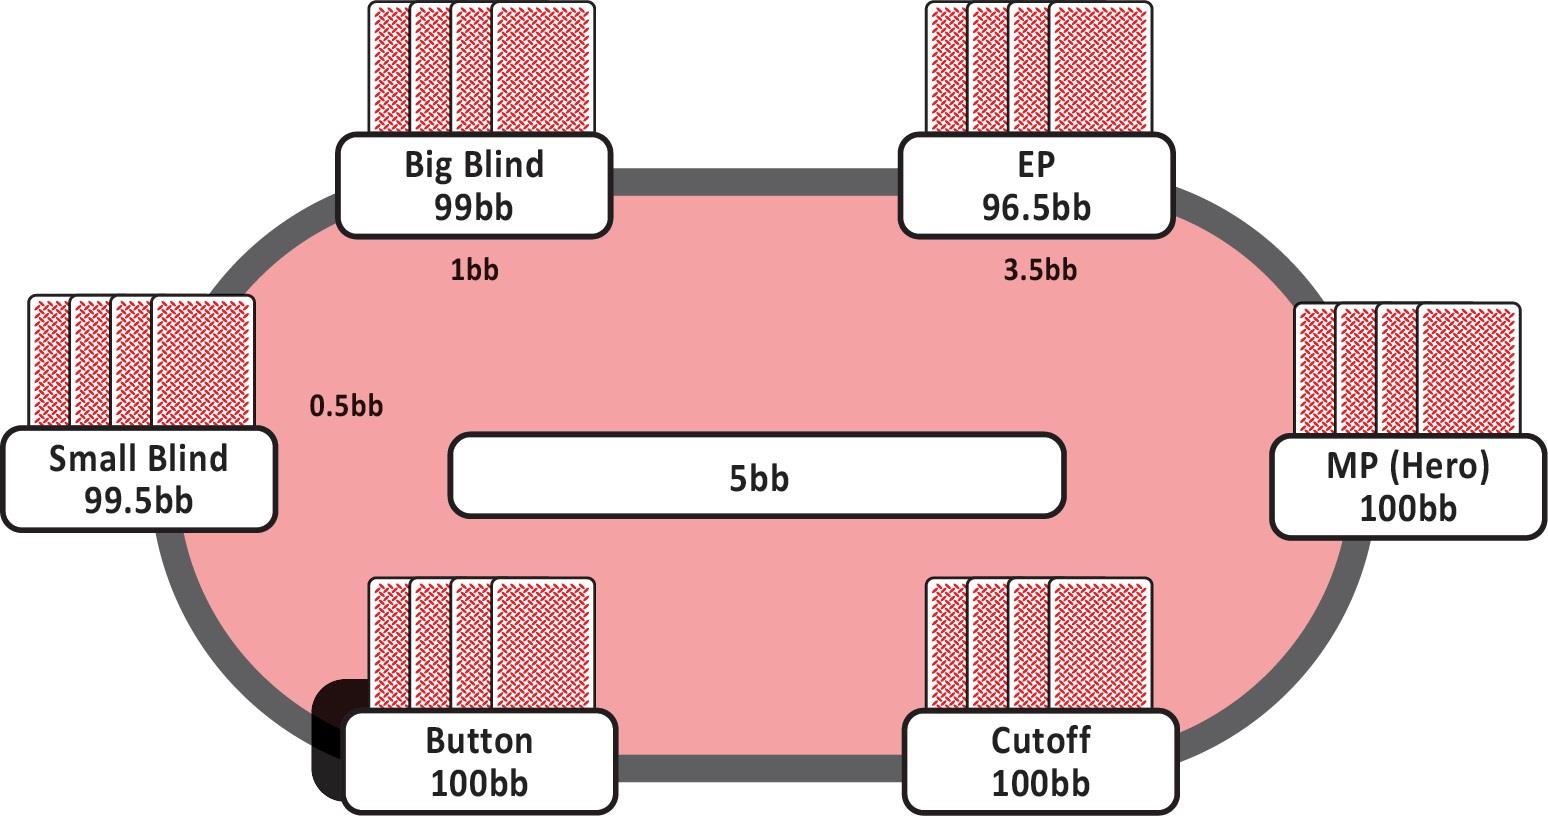 Big Blind
99bb
EP
96.5bb
1bb
3.5bb
Small Blind
99.5bb
0.5bb
5bb
MP (Hero)
100bb
Button
100bb
Cutoff
100bb